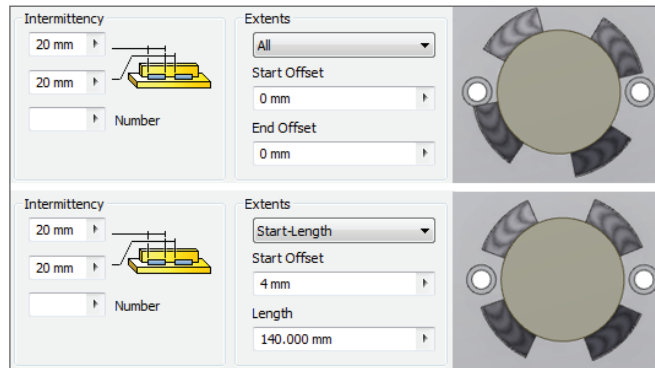 Intermittency
20 mm
20 mm
Number
Extents
All
Start Offset
0 mm
End Offset
0 mm
Intermittency
20 mm
20 mm
Number
Extents
Start-Length
Start Offset
4 mm
Length
140.000 mm